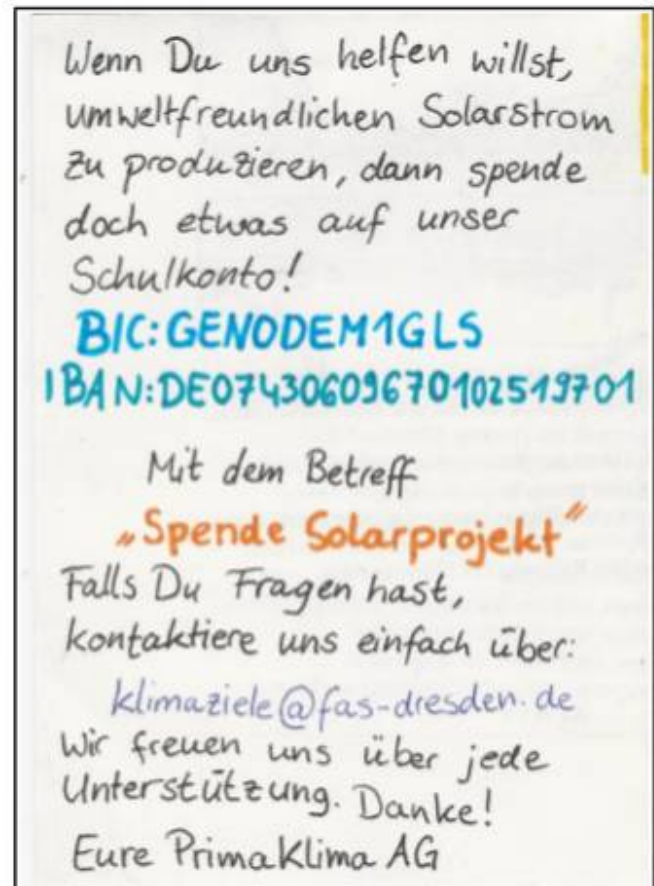 Wenn Du uns helfen willst,
umweltfreundlichen Solarstrom
zu produzieren, dann spende
doch etwas auf unser
Schulkonto!
BIC: GENODEM1GLS
IBAN: DE07430609670102519701
Mit dem Betreff
„Spende Solarprojekt“
Falls Du Fragen hast,
kontaktiere uns einfach über:
klimaziele@fas-dresden.de
Wir freuen uns über jede
Unterstützung. Danke!
Eure PrimaKlima AG